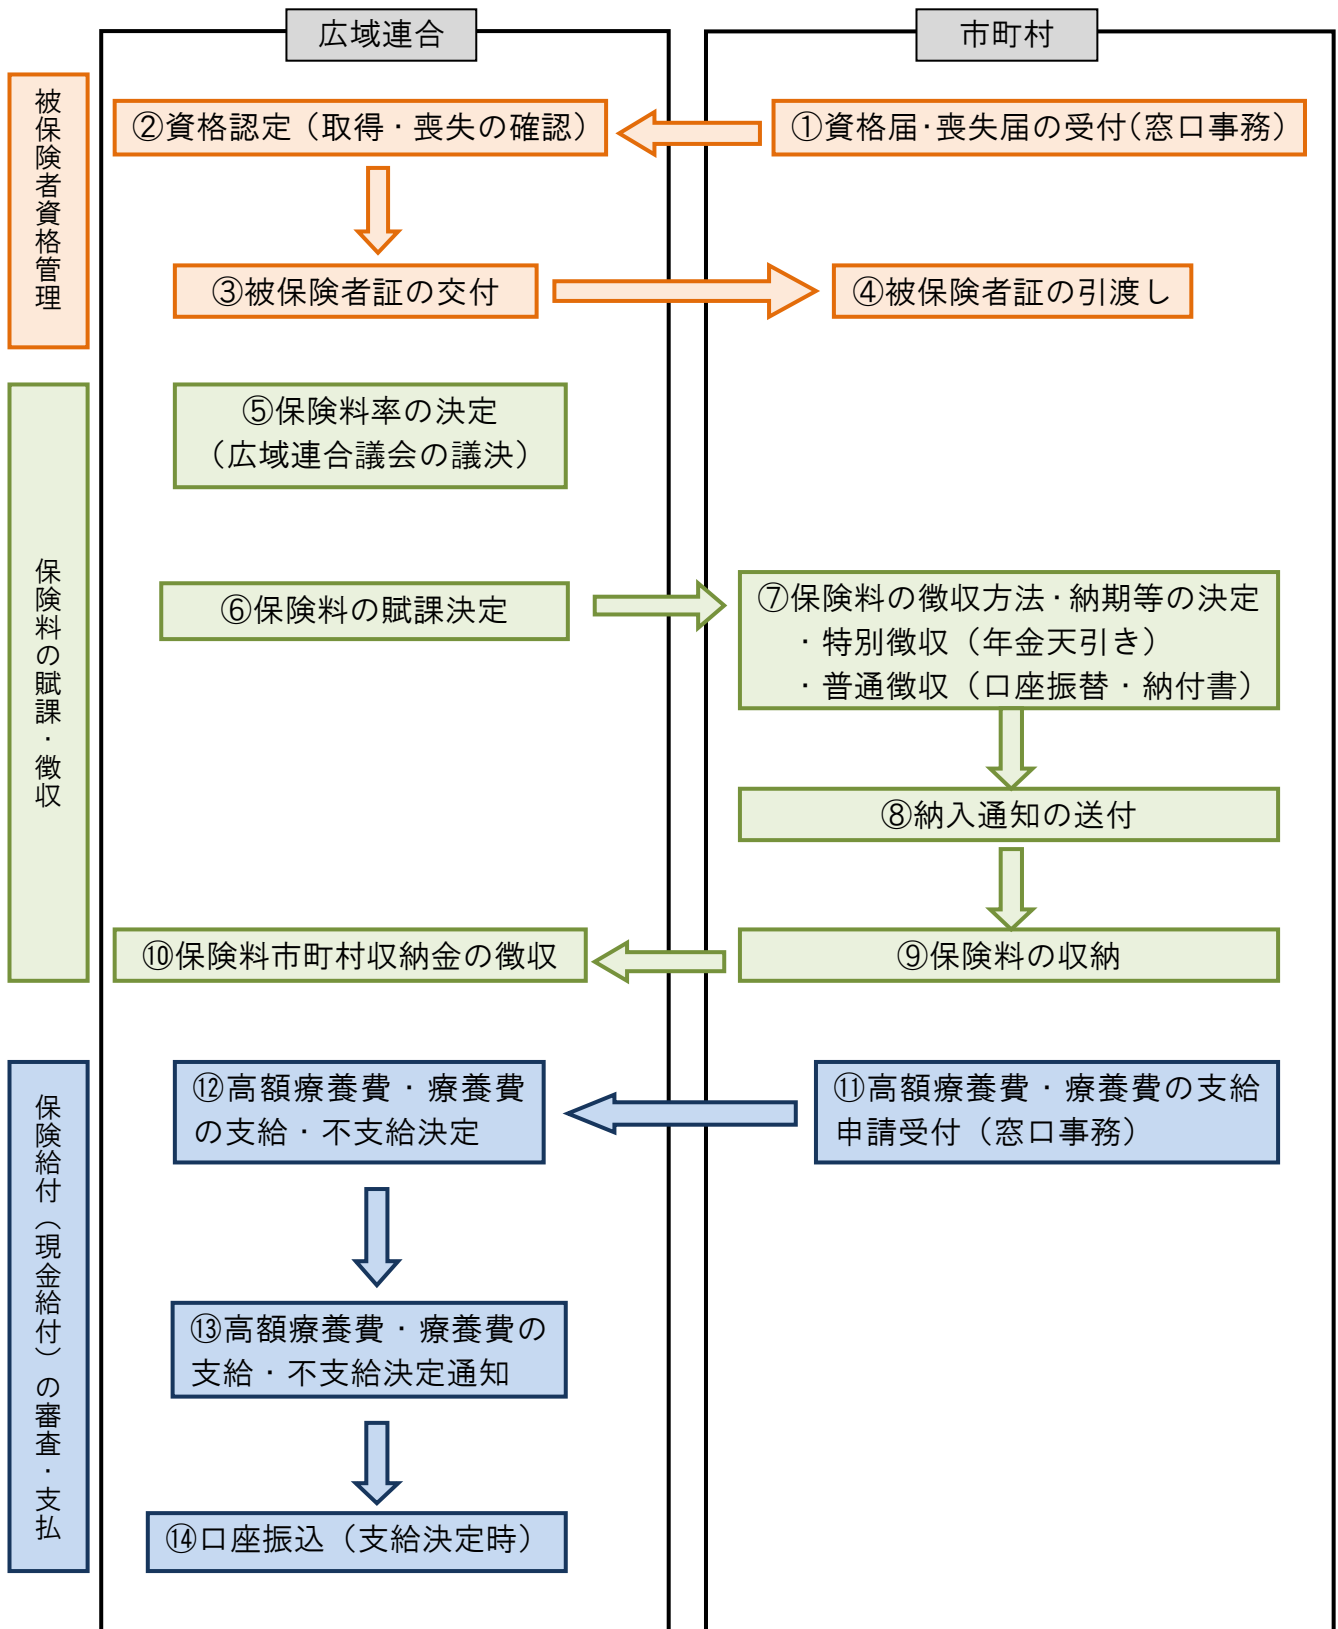 広域連合
市町村
被保険者資格管理
②資格認定（取得・喪失の確認）
①資格届・喪失届の受付（窓口事務）
③被保険者証の交付
④被保険者証の引渡し
保険料の賦課・徴収
⑤保険料率の決定
（広域連合議会の議決）
⑥保険料の賦課決定
⑦保険料の徴収方法・納期等の決定
・特別徴収（年金天引き）
・普通徴収（口座振替・納付書）
⑧納入通知の送付
⑩保険料市町村収納金の徴収
⑨保険料の収納
保険給付（現金給付）の審査・支払
⑫高額療養費・療養費
の支給・不支給決定
⑪高額療養費・療養費の支給
申請受付（窓口事務）
⑬高額療養費・療養費の
支給・不支給決定通知
⑭口座振込（支給決定時）